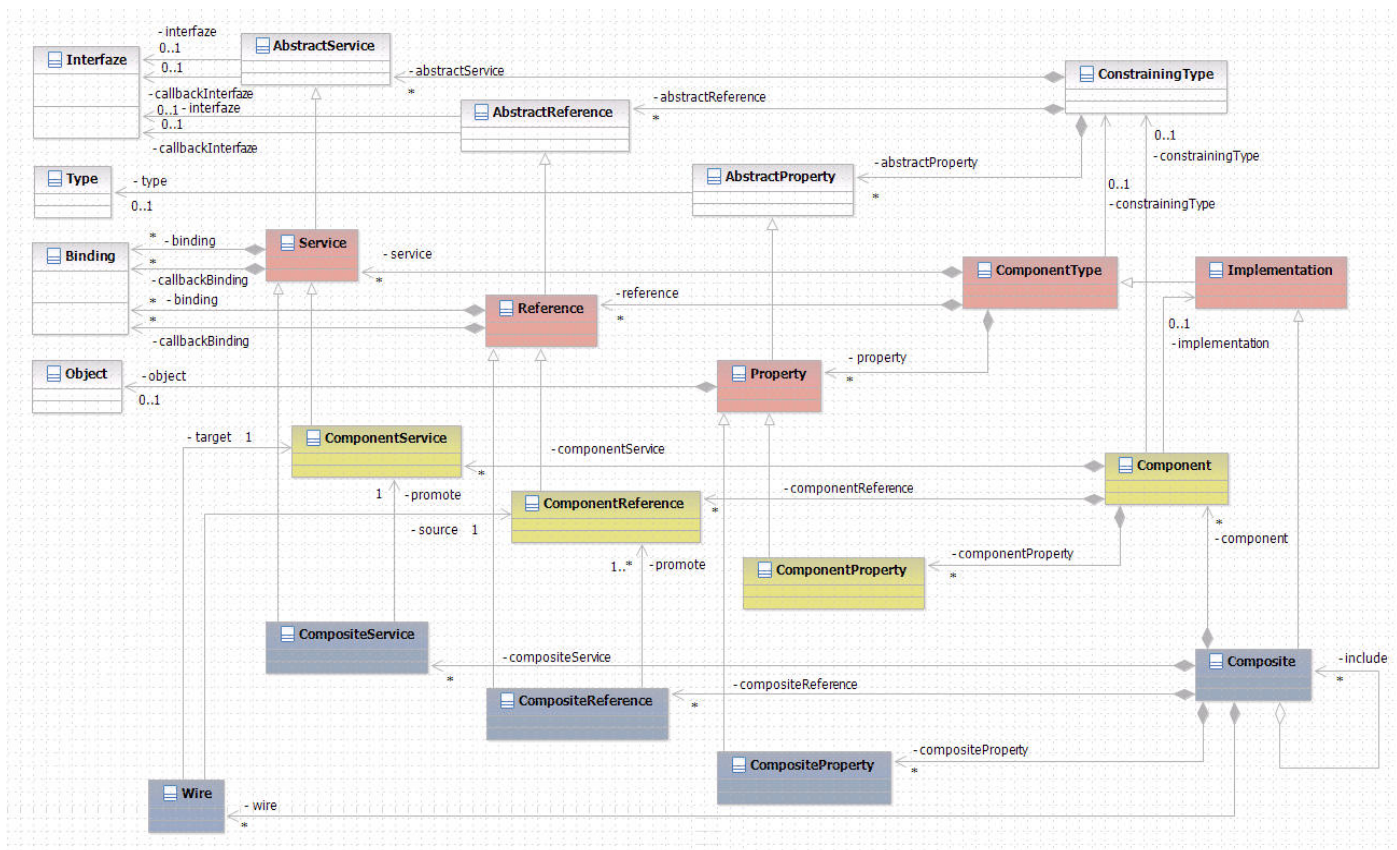 - interfaze
0..1
AbstractService
Interfaze
0..1
- abstractService
*
ConstrainingType
- callbackInterfaze
0..1 - interfaze
0..1
AbstractReference
- abstractReference
*
- callbackInterfaze
0..1
- constrainingType
Type
- type
0..1
AbstractProperty
- abstractProperty
*
0..1
- constrainingType
* - binding
Service
- service
*
Binding
*
- callbackBinding
ComponentType
Implementation
* - binding
*
- callbackBinding
Reference
- reference
*
0..1
- implementation
Object
- object
0..1
Property
- property
*
- target 1
ComponentService
- componentService
*
Component
1 - promote
ComponentReference
- componentReference
*
- source 1
*
- component
1..* - promote
ComponentProperty
- componentProperty
*
CompositeService
- compositeService
*
Composite
- include
*
CompositeReference
- compositeReference
*
CompositeProperty
- compositeProperty
*
Wire
- wire
*